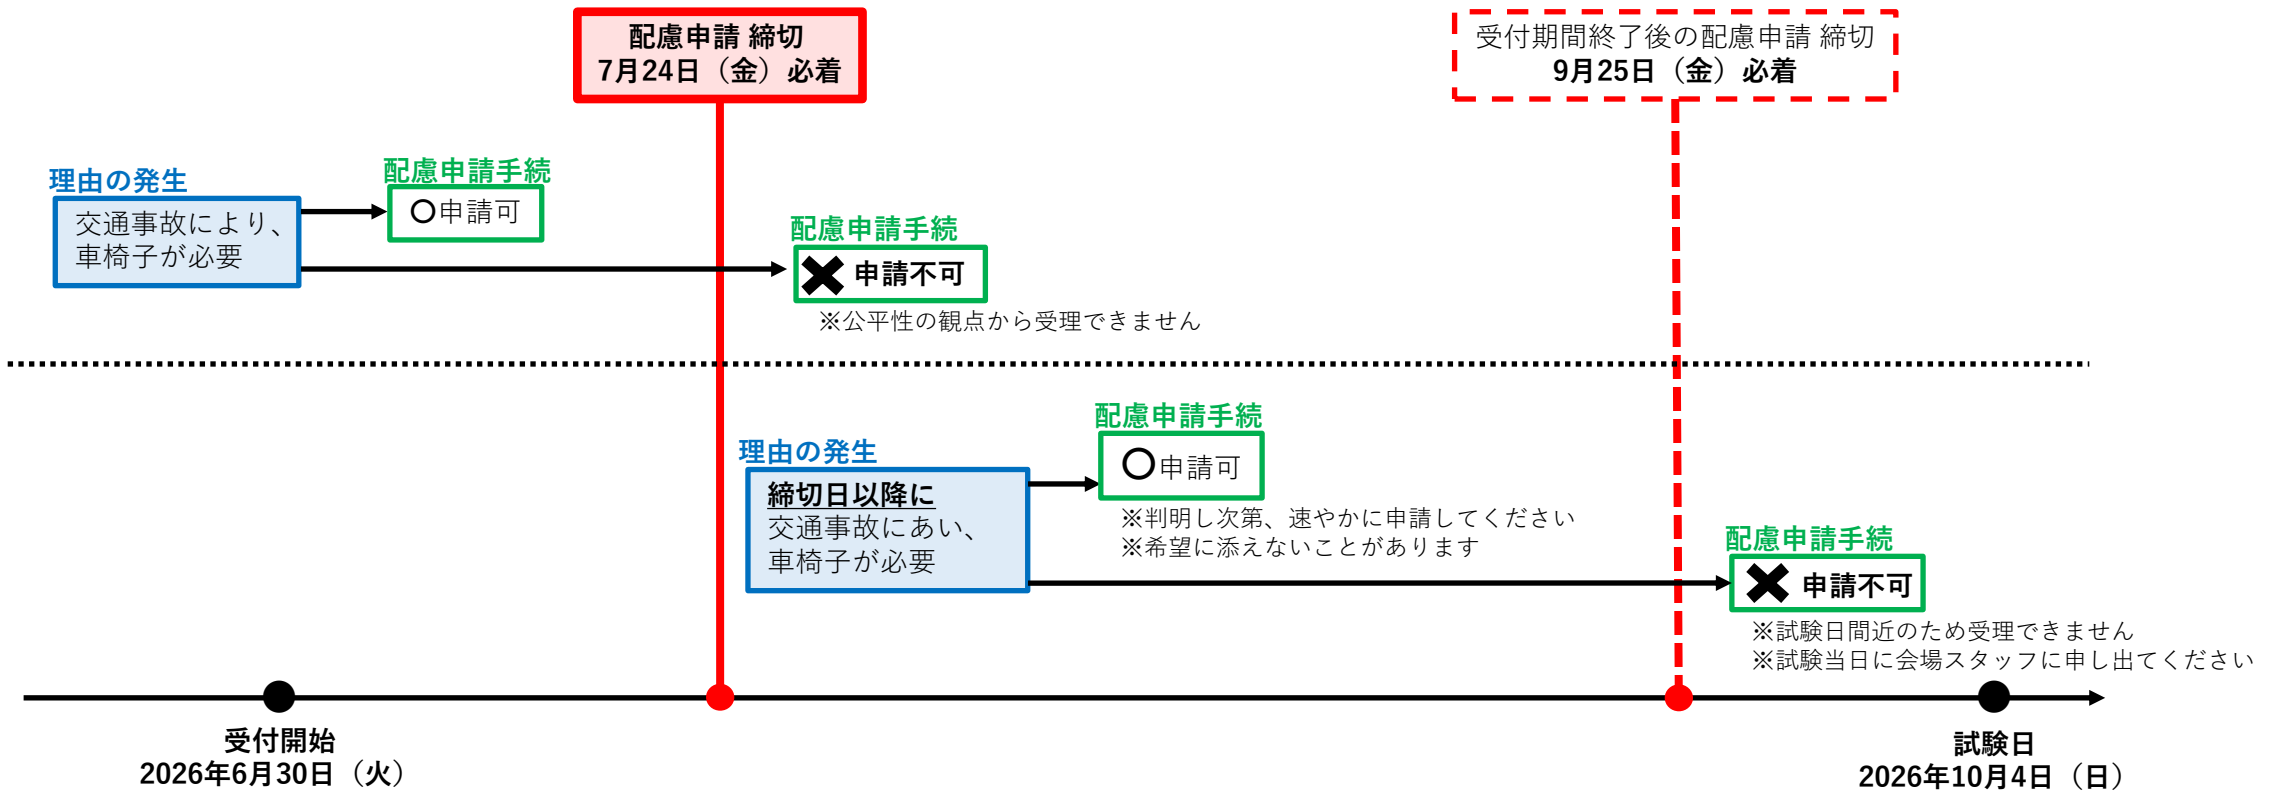 配慮申請 締切
7月24日（金）必着
受付期間終了後の配慮申請 締切
9月25日（金）必着
理由の発生
交通事故により、
車椅子が必要
配慮申請手続
〇申請可
配慮申請手続
✖ 申請不可
※公平性の観点から受理できません
理由の発生
締切日以降に
交通事故にあい、
車椅子が必要
配慮申請手続
〇申請可
※判明し次第、速やかに申請してください
※希望に添えないことがあります
配慮申請手続
✖ 申請不可
※試験日間近のため受理できません
※試験当日に会場スタッフに申し出てください
受付開始
2026年6月30日（火）
試験日
2026年10月4日（日）